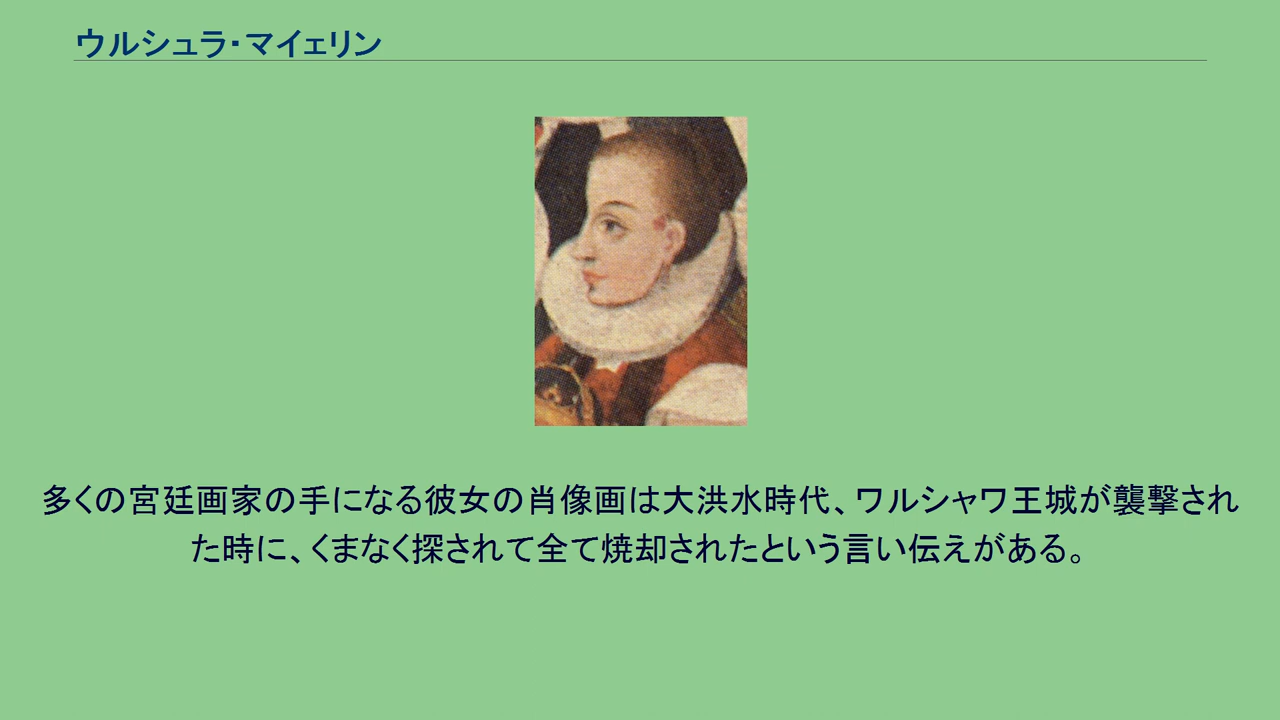 ウルシュラ・マイェリン
多くの宮廷画家の手になる彼女の肖像画は大洪水時代、ワルシャワ王城が襲撃され
た時に、くまなく探されて全て焼却されたという言い伝えがある。